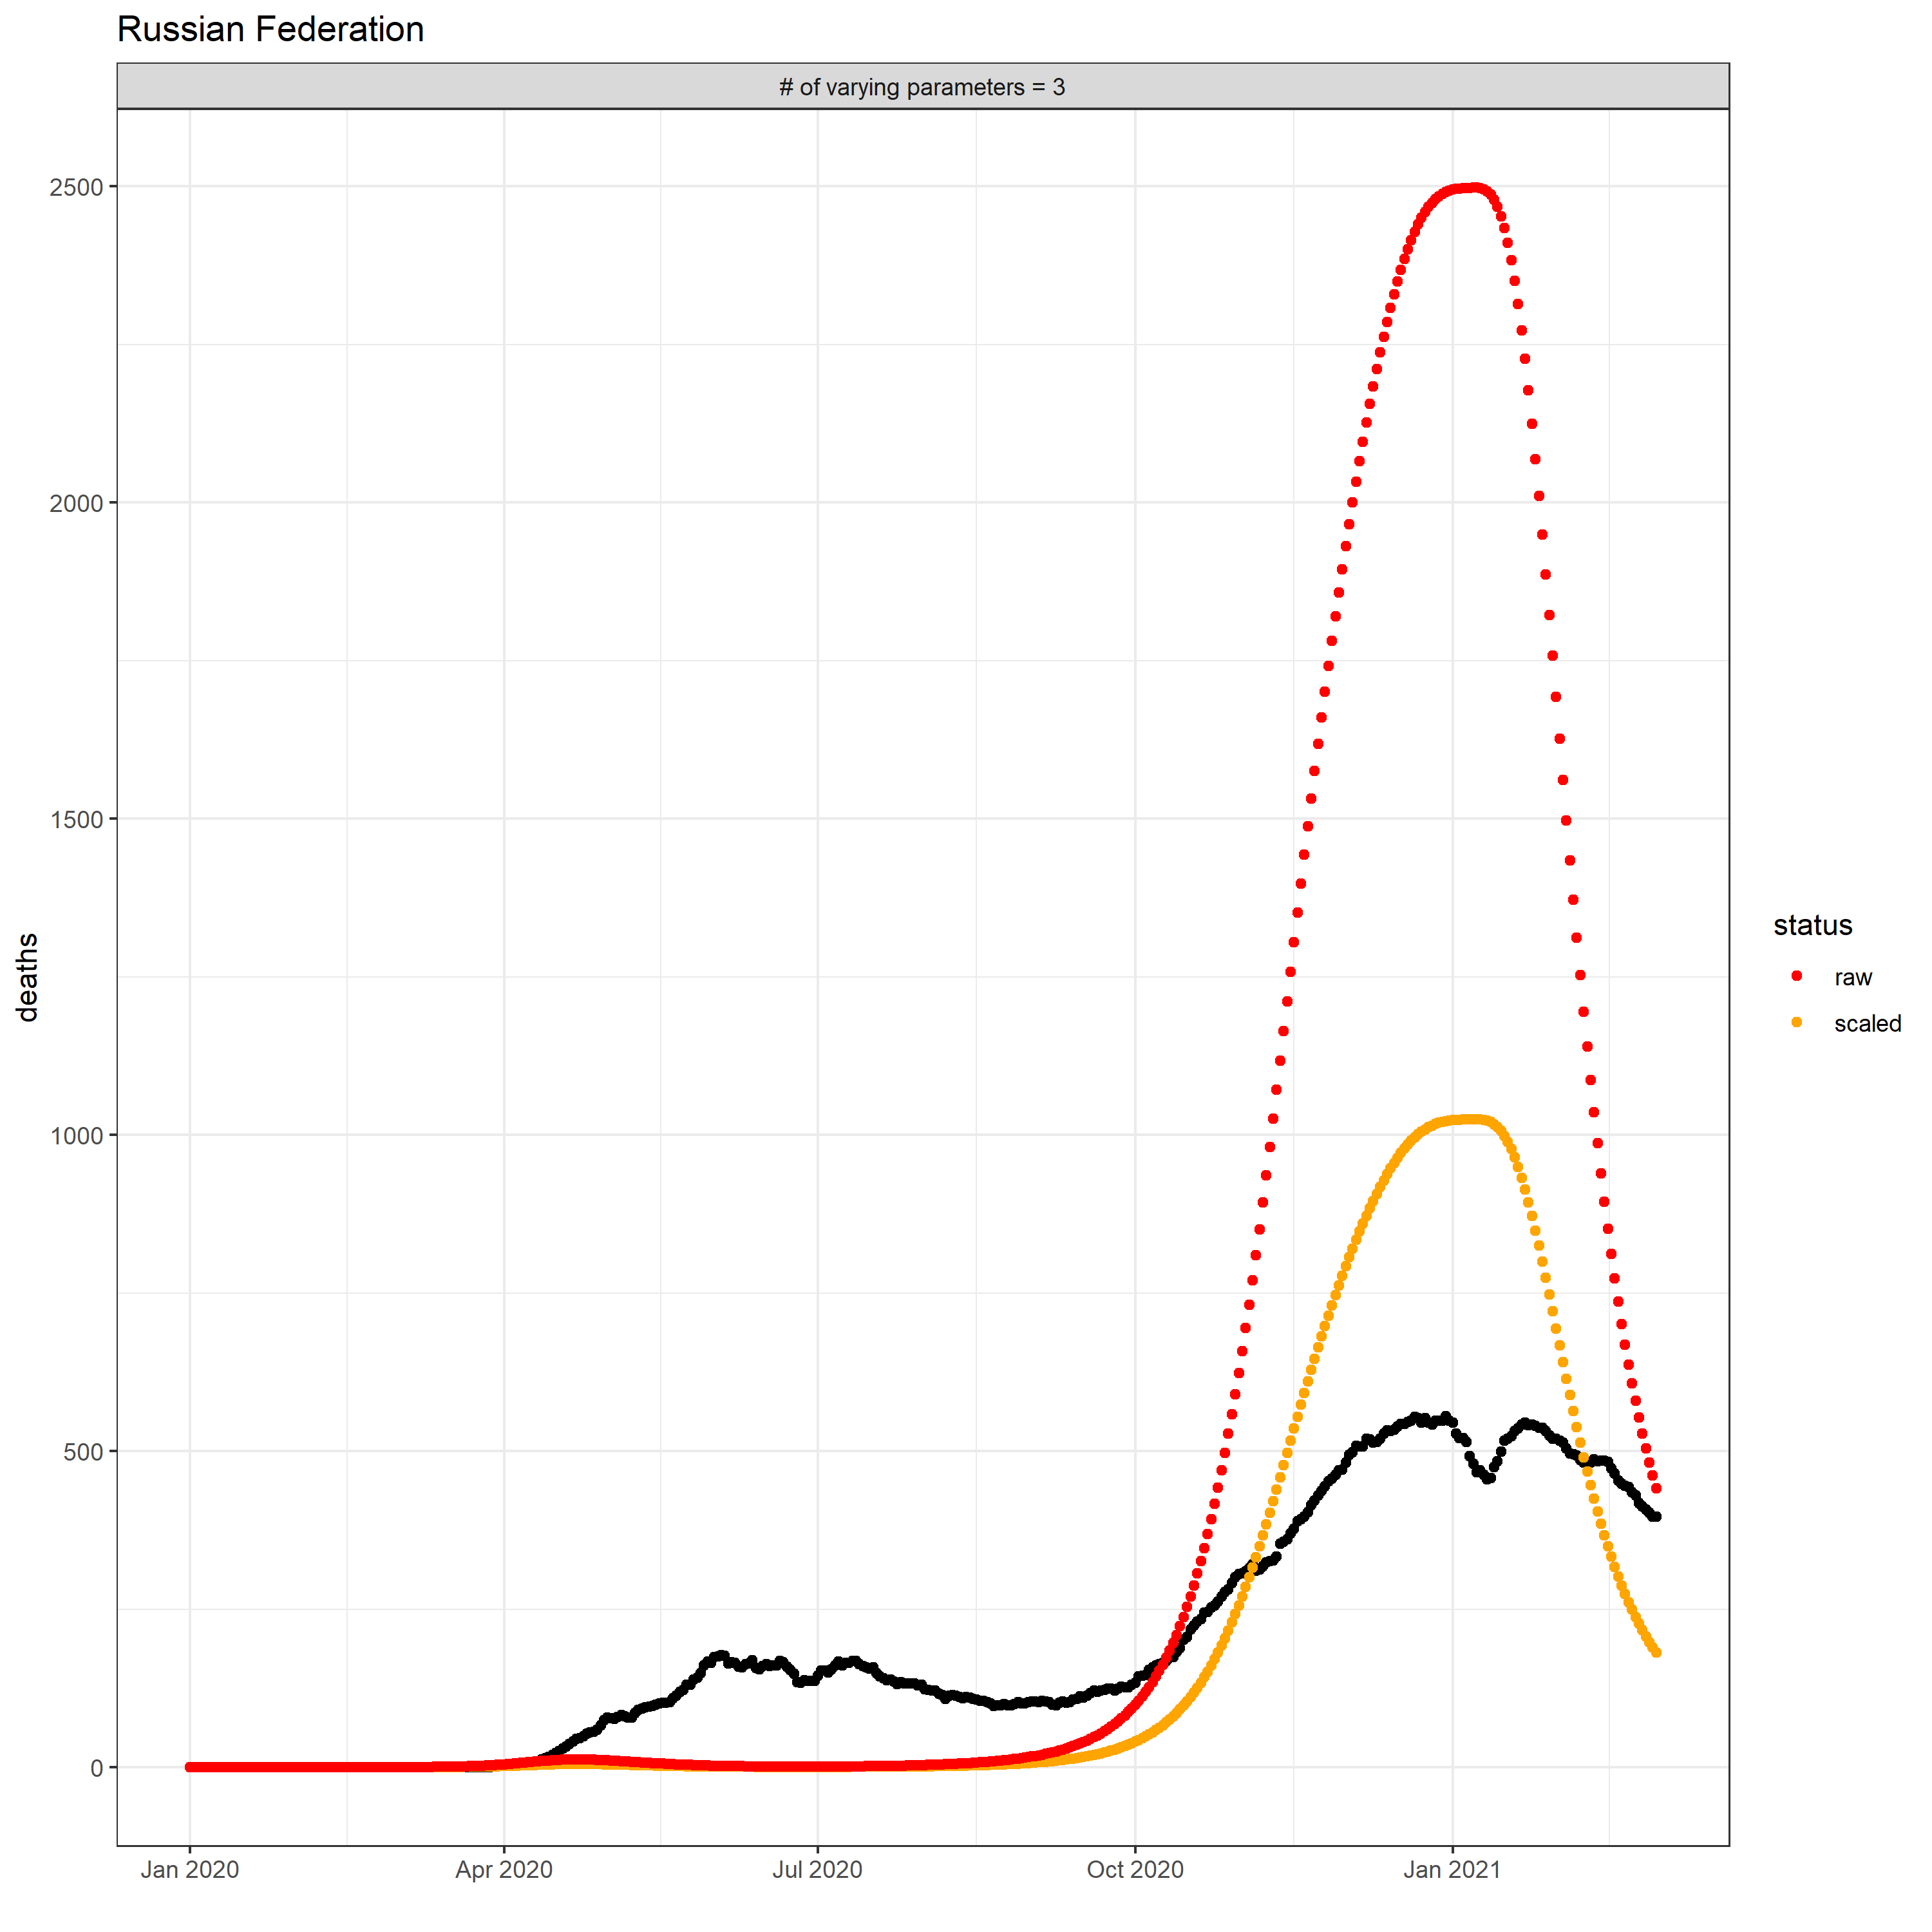 Russian Federation
# of varying parameters = 3
2500
2000
1500
1000
500
0
deaths
Jan 2020
Apr 2020
Jul 2020
Oct 2020
Jan 2021
status
raw
scaled